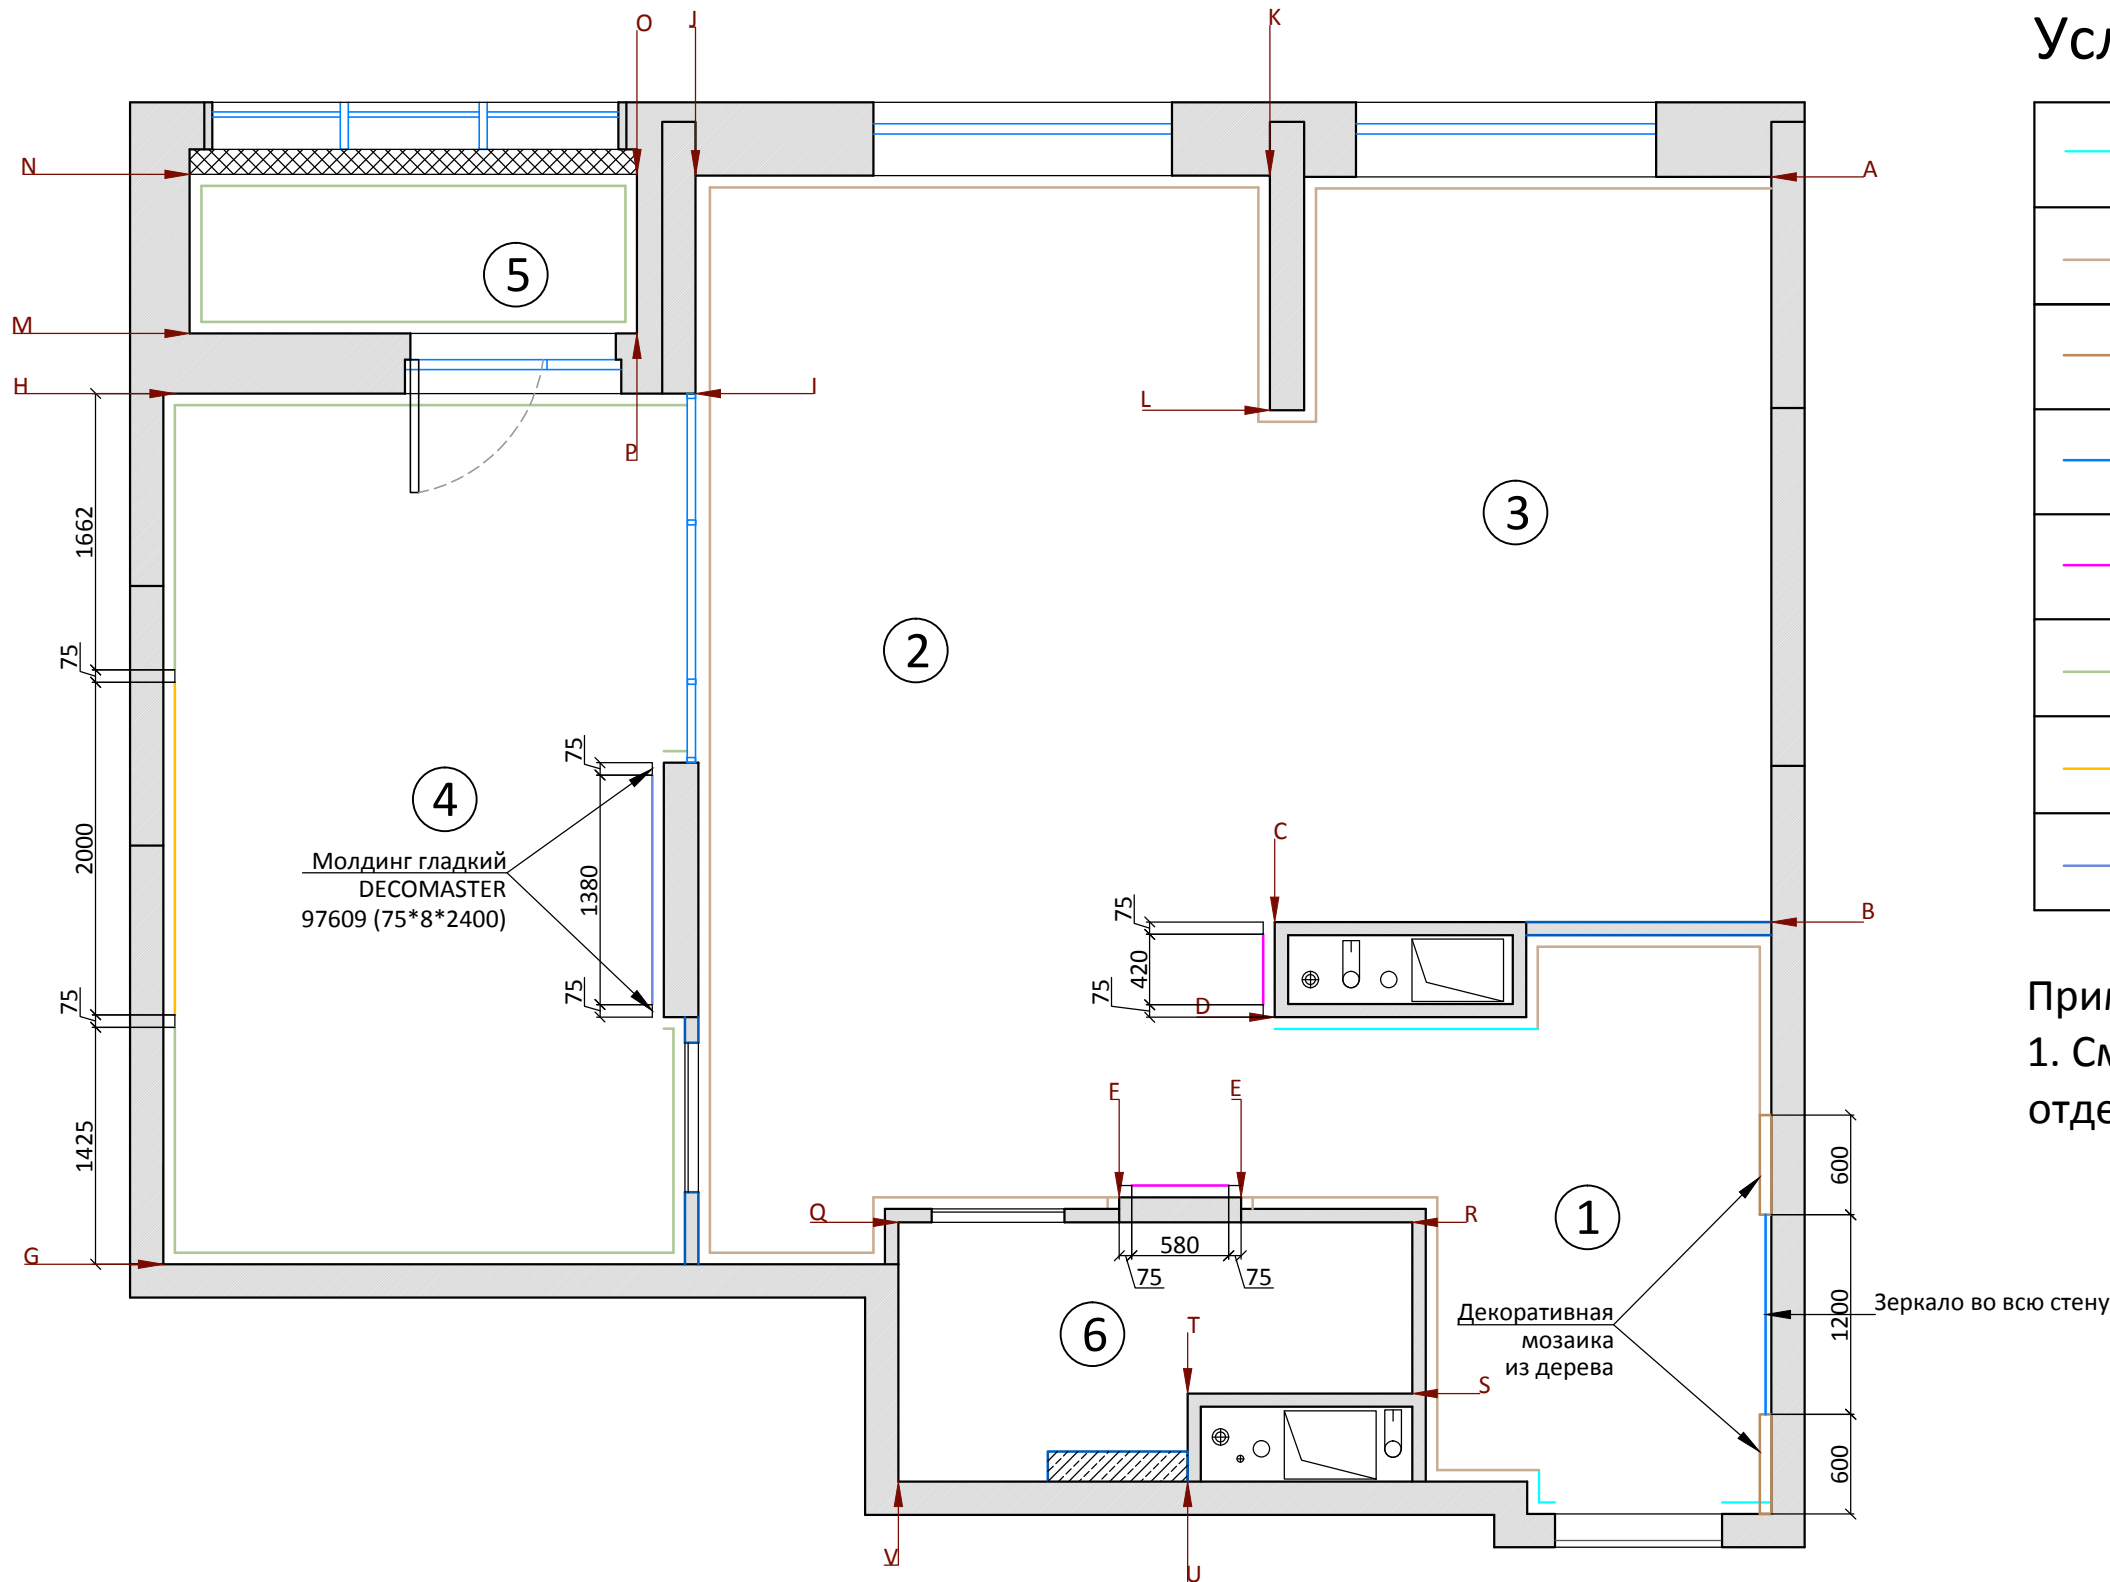 O
J
K
Усл
N
A
5
M
H
I
L
P
1662
3
75
2
75
4
2000
Молдинг гладкий
DECOMASTER
97609 (75*8*2400)
1380
C
75
B
420
75
75
75
D
Прим
1. См
отде
F
E
1425
600
Q
R
1
580
G
75
75
Декоративная
мозаика
из дерева
1200
Зеркало во всю стену
6
T
S
600
V
U